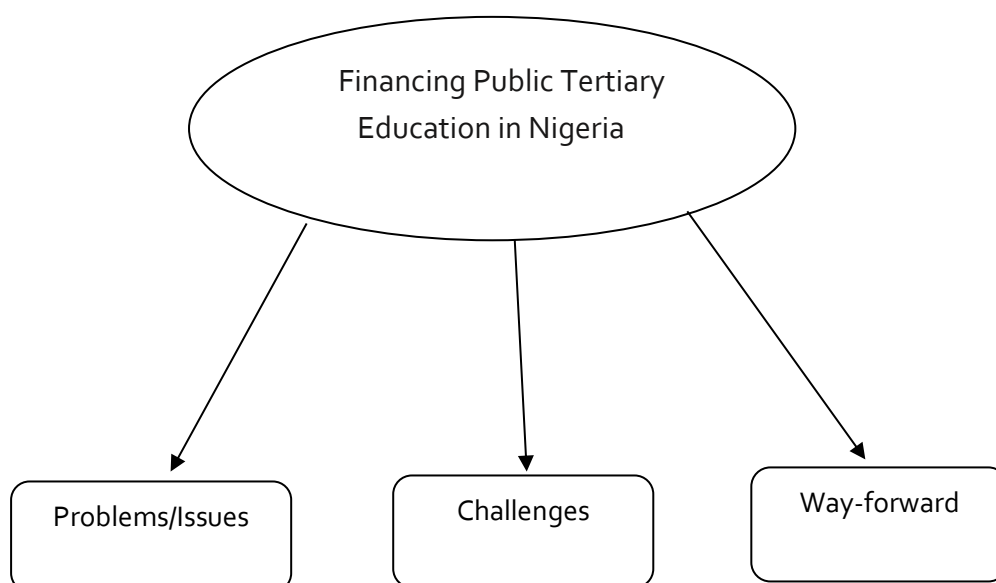 Financing Public Tertiary
Education in Nigeria
Problems/Issues
Challenges
Way-forward